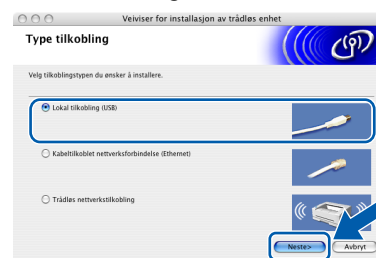 Veiviser for installasjon av trådløs enhet
Type tilkobling
Velg tilkoblingstypen du ønsker å installere.
Lokal tilkobling (USB)
Kabeltilkoblet nettverksforbindelse (Ethernet)
Trådløs nettverkstilkobling
Neste>
Avbryt